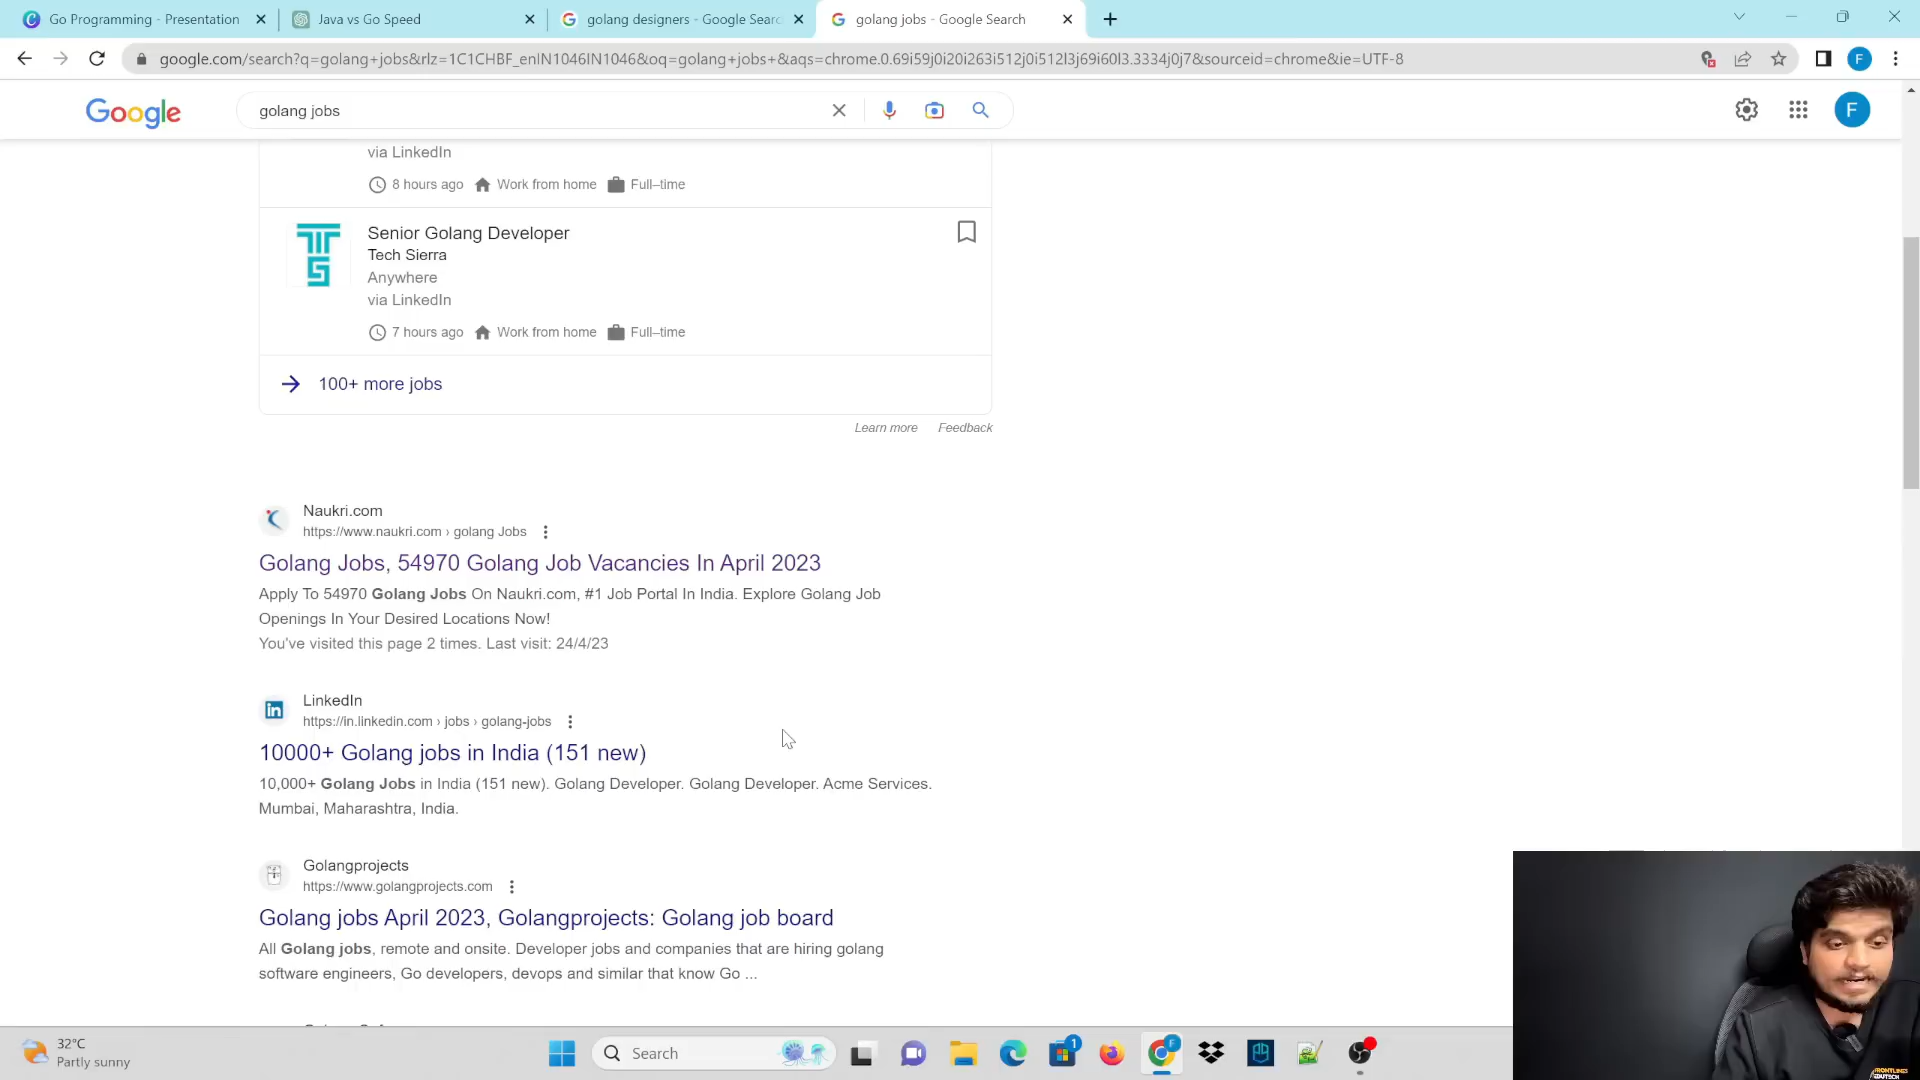 Go Programming - Presentation
Java vs Go Speed
golang designers - Google Searc
golang jobs - Google Search
google.com/search?q=golang+jobs&rlz=1C1CHBF_enIN1046IN1046&oq=golang+jobs+&aqs=chrome.0.69i59j0i20i263i512j0i512l3j69i60l3.3334j0j7&sourceid=chrome&ie=UTF-8
F
Google
golang jobs
F
via LinkedIn
8 hours ago Work from home Full–time
Senior Golang Developer
Tech Sierra
Anywhere
via LinkedIn
7 hours ago Work from home Full–time
100+ more jobs
Learn more Feedback
Naukri.com
https://www.naukri.com › golang Jobs
Golang Jobs, 54970 Golang Job Vacancies In April 2023
Apply To 54970 Golang Jobs On Naukri.com, #1 Job Portal In India. Explore Golang Job
Openings In Your Desired Locations Now!
You've visited this page 2 times. Last visit: 24/4/23
in
LinkedIn
https://in.linkedin.com › jobs › golang-jobs
10000+ Golang jobs in India (151 new)
10,000+ Golang Jobs in India (151 new). Golang Developer. Golang Developer. Acme Services.
Mumbai, Maharashtra, India.
Golangprojects
https://www.golangprojects.com
Golang jobs April 2023, Golangprojects: Golang job board
All Golang jobs, remote and onsite. Developer jobs and companies that are hiring golang
software engineers, Go developers, devops and similar that know Go ...
32°C
Partly sunny
Search
1
F
FRONTLINES
EDUTECH